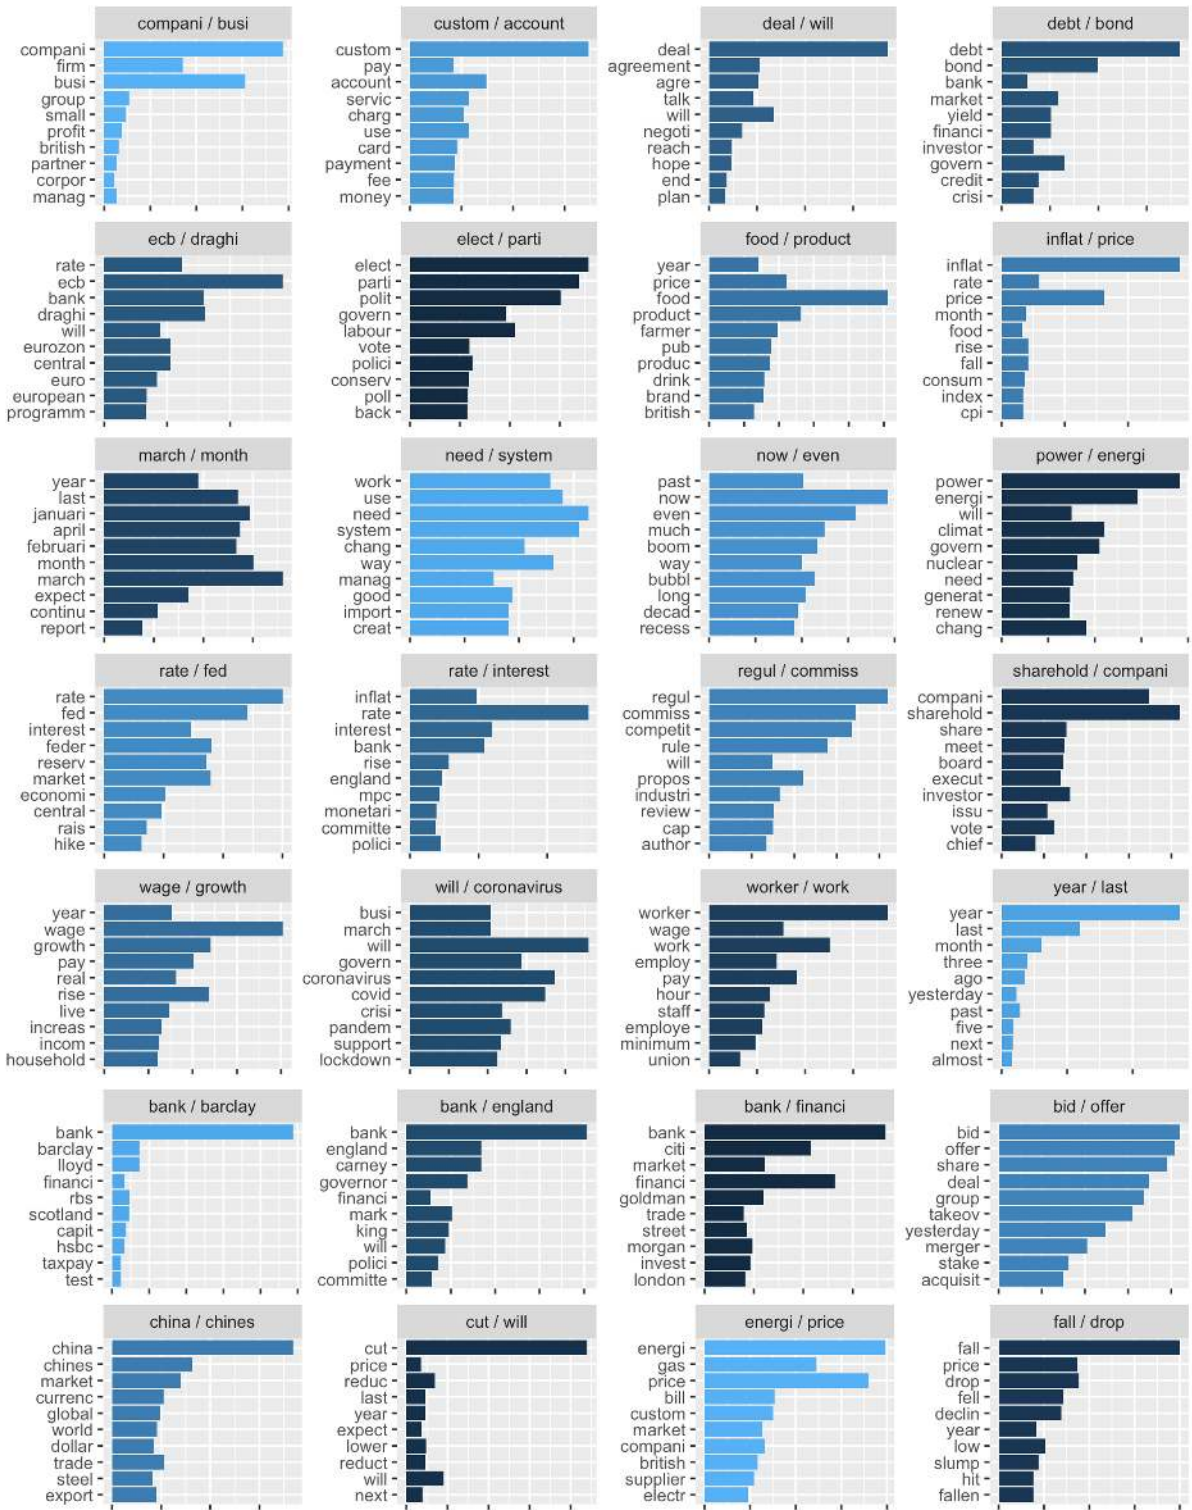 compani / busi
compani
firm
busi
group
small
profit
british
partner
corpor
manag
custom / account
custom
pay
account
servic
charg
use
card
payment
fee
money
deal / will
deal
agreement
agre
talk
will
negoti
reach
hope
end
plan
debt / bond
debt
bond
bank
market
yield
financi
investor
govern
credit
crisi
ecb / draghi
rate
ecb
bank
draghi
will
eurozon
central
euro
european
programm
elect / parti
elect
parti
polit
govern
labour
vote
polici
conserv
poll
back
food / product
year
price
food
product
farmer
pub
produc
drink
brand
british
inflat / price
inflat
rate
price
month
food
rise
fall
consum
index
cpi
march / month
year
last
januari
april
februari
month
march
expect
continu
report
need / system
work
use
need
system
chang
way
manag
good
import
creat
now / even
past
now
even
much
boom
way
bubbl
long
decad
recess
power / energi
power
energi
will
climat
govern
nuclear
need
generat
renew
chang
rate / fed
rate
fed
interest
feder
reserv
market
economi
central
rais
hike
rate / interest
inflat
rate
interest
bank
rise
england
mpc
monetari
committe
polici
regul / commiss
regul
commiss
competit
rule
will
propos
industri
review
cap
author
sharehold / compani
compani
sharehold
share
meet
board
execut
investor
issu
vote
chief
wage / growth
year
wage
growth
pay
real
rise
live
increas
incom
household
will / coronavirus
busi
march
will
govern
coronavirus
covid
crisi
pandem
support
lockdown
worker / work
worker
wage
work
employ
pay
hour
staff
employe
minimum
union
year / last
year
last
month
three
ago
yesterday
past
five
next
almost
bank / barclay
bank
barclay
lloyd
financi
rbs
scotland
capit
hsbc
taxpay
test
bank / england
bank
england
carney
governor
financi
mark
king
will
polici
committe
bank / financi
bank
citi
market
financi
goldman
trade
street
morgan
invest
london
bid / offer
bid
offer
share
deal
group
takeov
yesterday
merger
stake
acquisit
china / chines
china
chines
market
currenc
global
world
dollar
trade
steel
export
cut / will
cut
price
reduc
last
year
expect
lower
reduct
will
next
energi / price
energi
gas
price
bill
custom
market
compani
british
supplier
electr
fall / drop
fall
price
drop
fell
declin
year
low
slump
hit
fallen